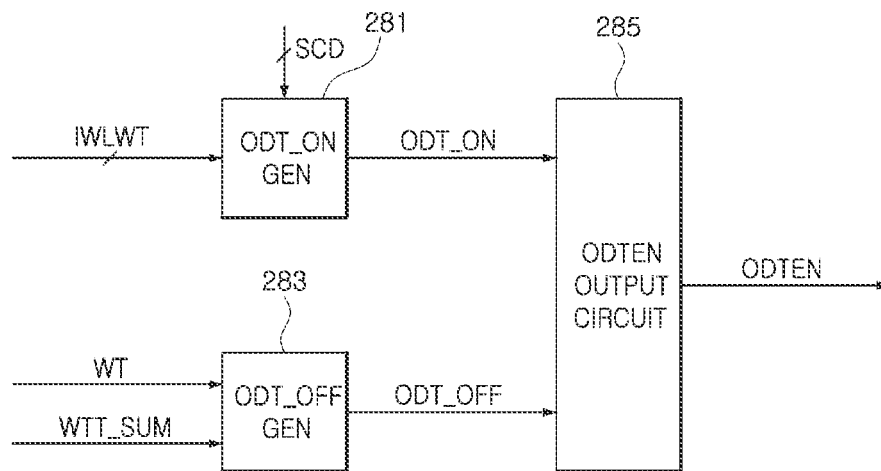 281
285
SCD
IWLWT
ODT_ON
GEN
ODT_ON
ODTEN
OUTPUT
CIRCUIT
ODTEN
283
WT
WTT_SUM
ODT_OFF
GEN
ODT_OFF